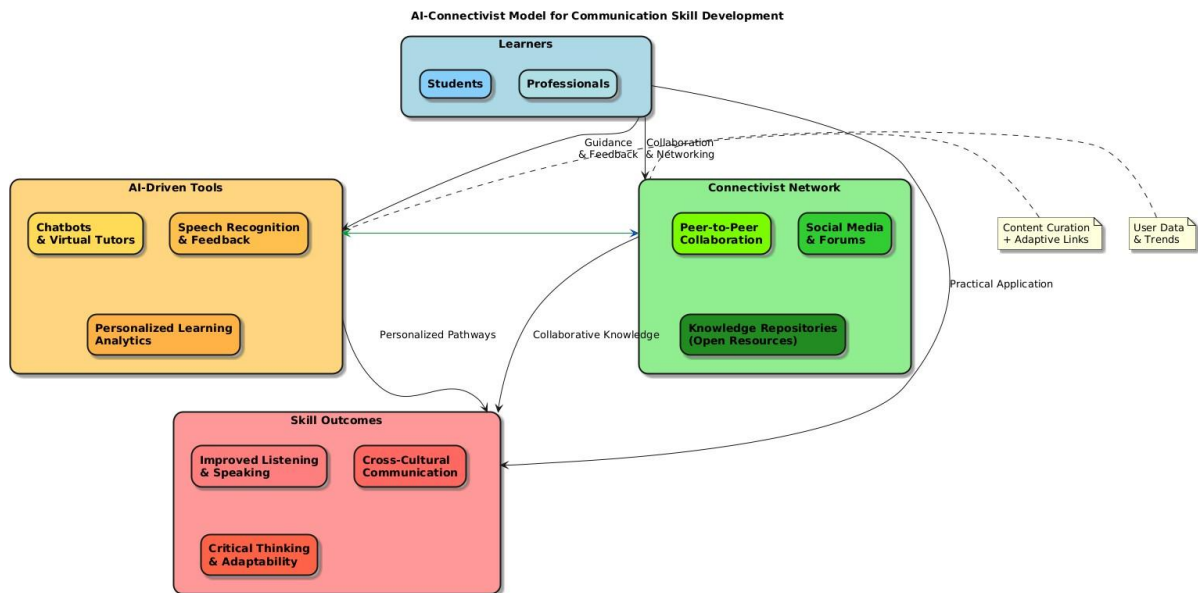 AI-Connectivist Model for Communication Skill Development
Learners
Students
Professionals
Guidance
& Feedback
Collaboration
& Networking
AI-Driven Tools
Chatbots
& Virtual Tutors
Speech Recognition
& Feedback
Personalized Learning
Analytics
Connectivist Network
Peer-to-Peer
Collaboration
Social Media
& Forums
Knowledge Repositories
(Open Resources)
Content Curation
+ Adaptive Links
User Data
& Trends
Practical Application
Personalized Pathways
Collaborative Knowledge
Skill Outcomes
Improved Listening
& Speaking
Cross-Cultural
Communication
Critical Thinking
& Adaptability